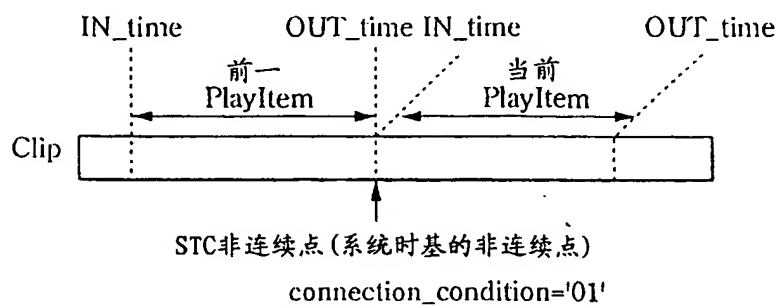 IN_time OUT_time IN_time OUT_time
前一 当前
PlayItem PlayItem
Clip
STC非连续点(系统时基的非连续点)
connection_condition='01'